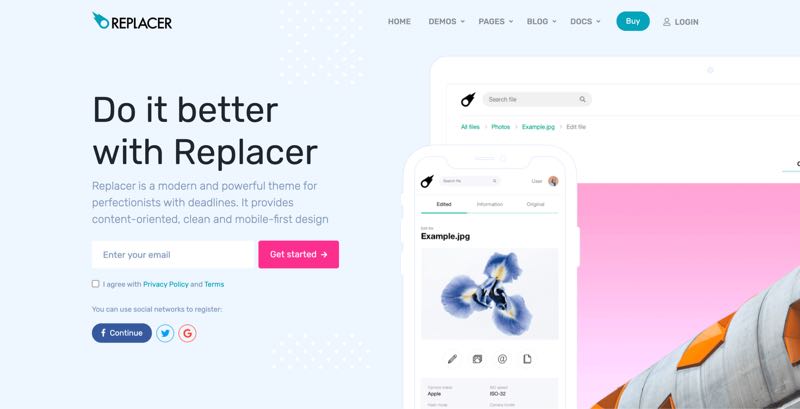 REPLACER
HOME DEMOS PAGES BLOG DOCS Buy LOGIN
Do it better
with Replacer
Replacer is a modern and powerful theme for
perfectionists with deadlines. It provides
content-oriented, clean and mobile-first design
Enter your email
Get started →
I agree with Privacy Policy and Terms
You can use social networks to register:
f Continue
G
Search file
All files > Photos > Example.jpg > Edit file
Search file
User
Edited Information Original
Edit file
Example.jpg
@
Camera maker ISO speed
Apple ISO-32
Flash mode Camera model